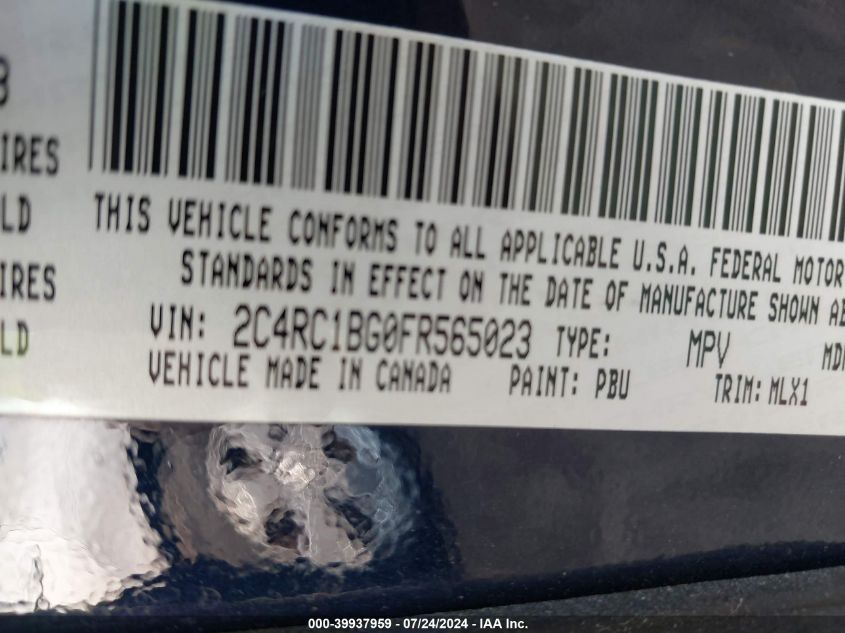 IRES
LD
IRES
LD
THIS VEHICLE CONFORMS TO ALL APPLICABLE U.S.A. FEDERAL MOTOR
STANDARDS IN EFFECT ON THE DATE OF MANUFACTURE SHOWN AB
VIN: 2C4RC1BG0FR565023 TYPE: MPV
VEHICLE MADE IN CANADA PAINT: PBU TRIM: MLX1
000-39937959 / 07/24/2024 - IAA Inc.